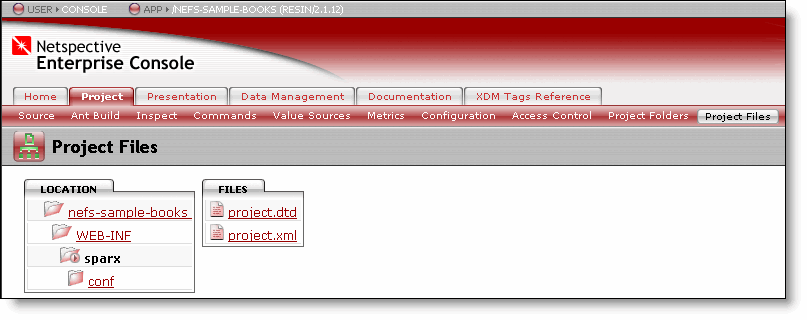 USER CONSOLE APP /NEFS-SAMPLE-BOOKS (RESIN/2.1.12)
Netspective
Enterprise Console
Home Project Presentation Data Management Documentation XDM Tags Reference
Source Ant Build Inspect Commands Value Sources Metrics Configuration Access Control Project Folders Project Files
Project Files
LOCATION
nefs-sample-books
WEB-INF
sparx
conf
FILES
project.dtd
project.xml